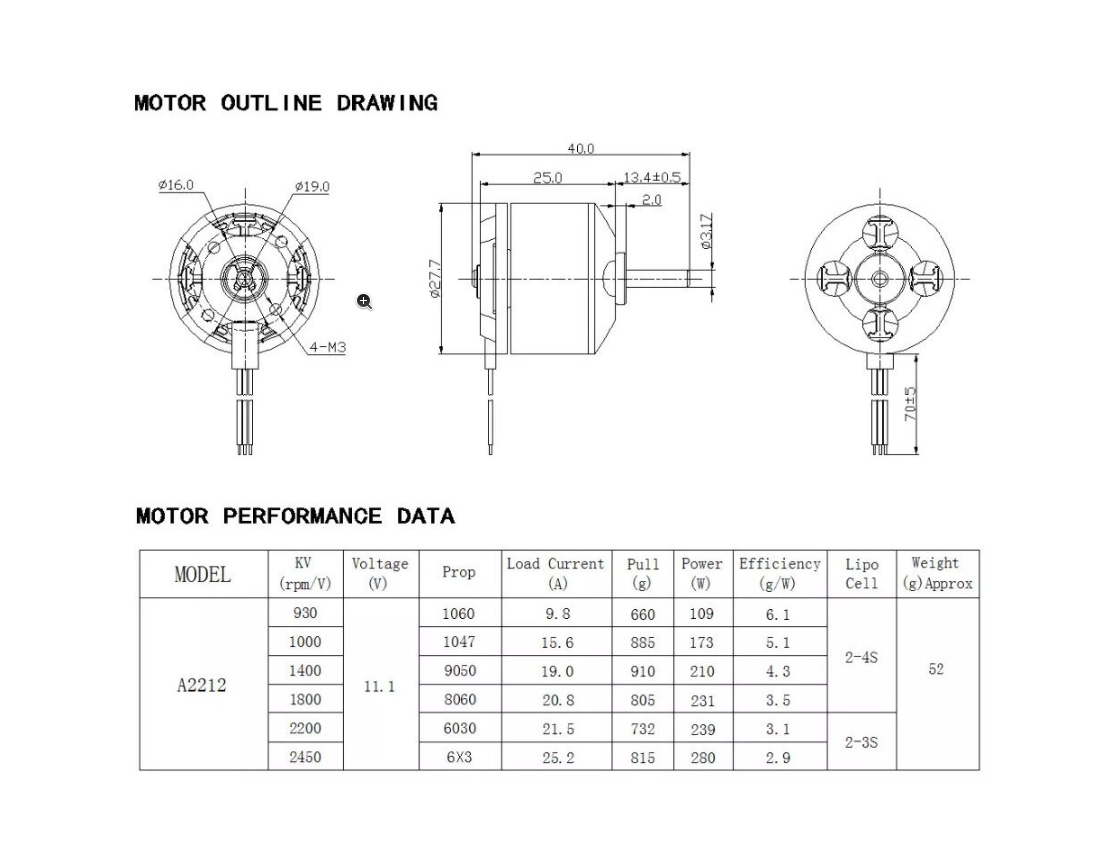 MOTOR OUTLINE DRAWING
40.0
25.0
13.4±0.5
2.0
ø16.0
ø19.0
ø3.17
ø27.7
4-M3
70±5
MOTOR PERFORMANCE DATA
MODEL KV (rpm/V) Voltage (V) Prop Load Current (A) Pull (g) Power (W) Efficiency (g/W) Lipo Cell Weight (g)Approx
A2212 11.1 52
930 1060 9.8 660 109 6.1
1000 1047 15.6 885 173 5.1
2-4S
1400 9050 19.0 910 210 4.3
1800 8060 20.8 805 231 3.5
2200 6030 21.5 732 239 3.1
2-3S
2450 6X3 25.2 815 280 2.9